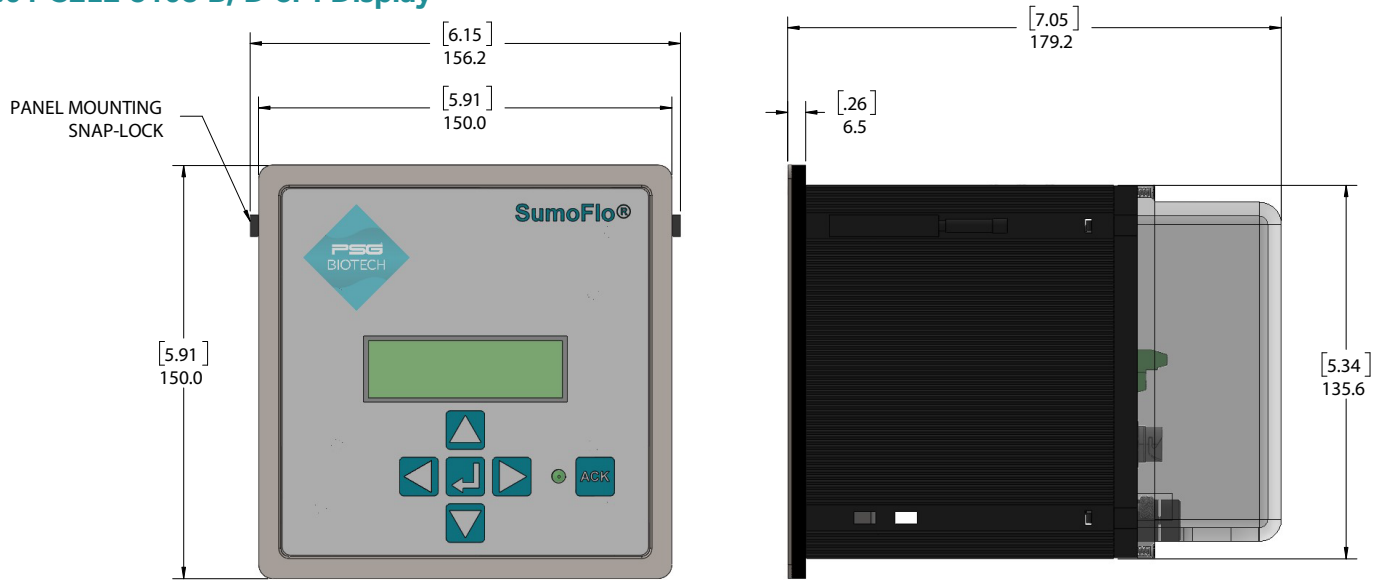 [6.15]
156.2
[5.91]
150.0
PANEL MOUNTING
SNAP-LOCK
SumoFlo®
PSG
BIOTECH
[5.91]
150.0
ACK
[7.05]
179.2
[.26]
6.5
[5.34]
135.6